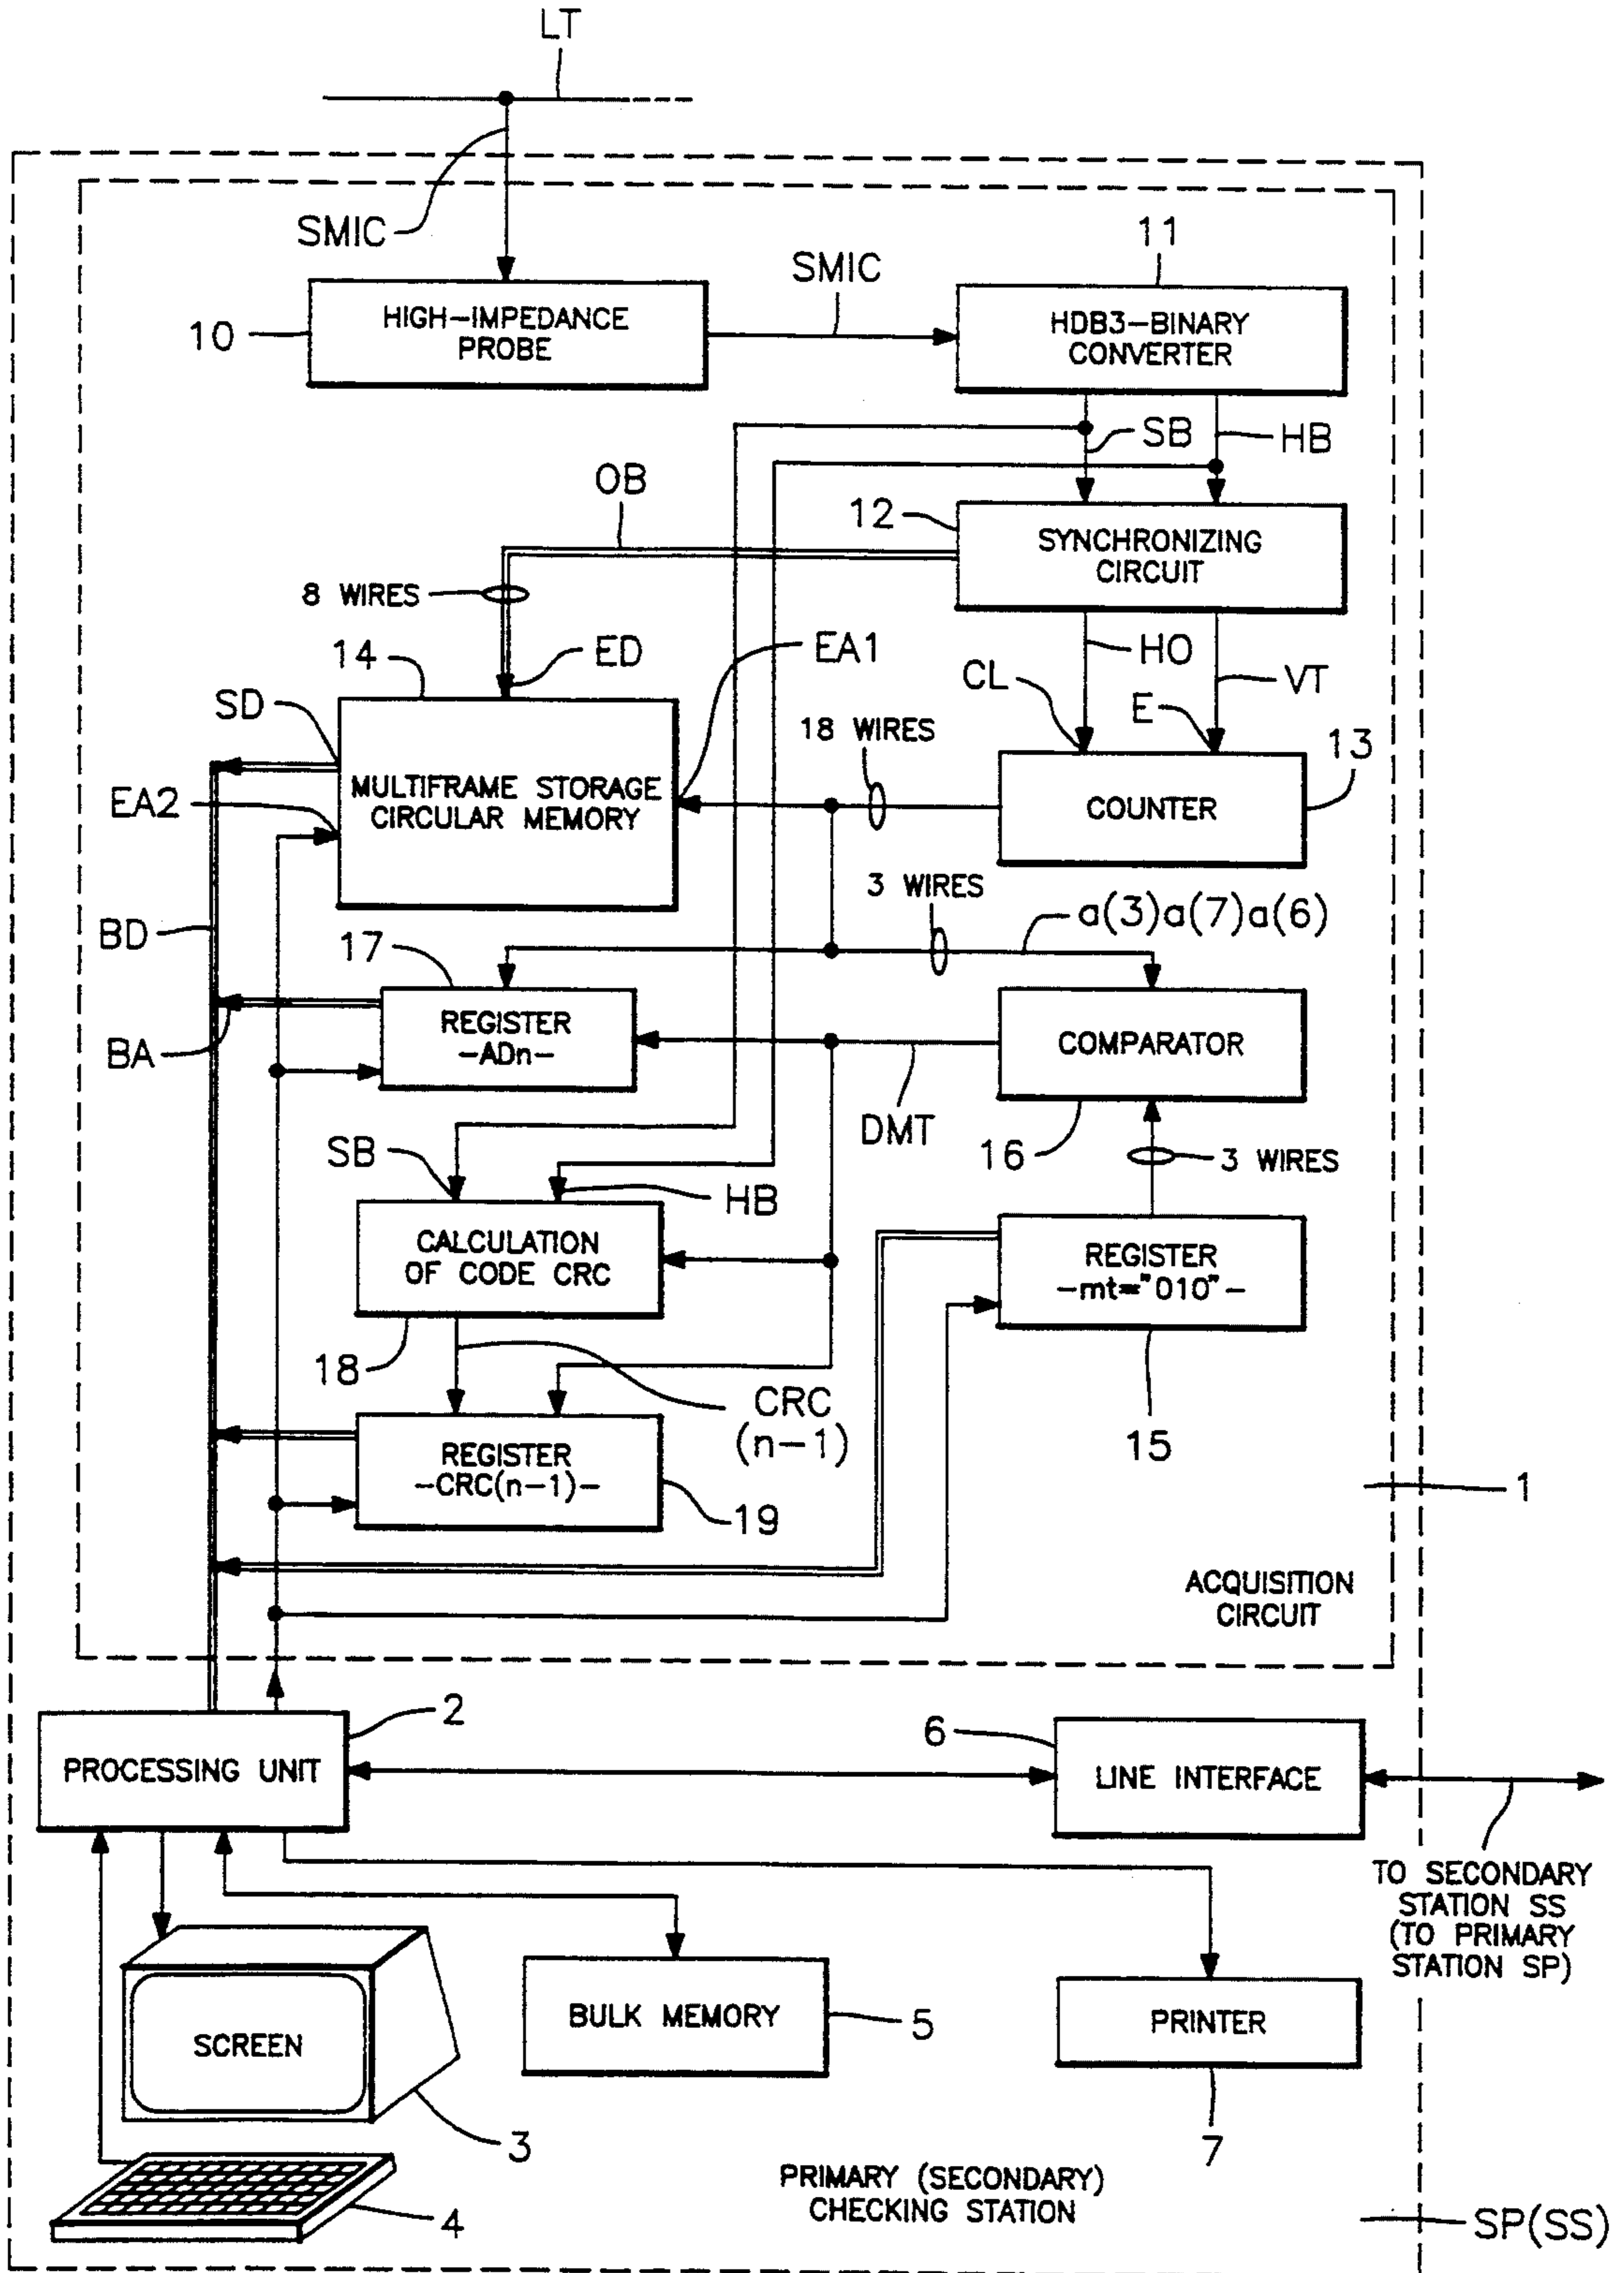 LT
SMIC
11
SMIC
10
HIGH-IMPEDANCE
PROBE
HDB3-BINARY
CONVERTER
SB
HB
OB
12
SYNCHRONIZING
CIRCUIT
8 WIRES
14
ED
EA1
HO
CL
VT
SD
E
18 WIRES
13
MULTIFRAME STORAGE
CIRCULAR MEMORY
EA2
COUNTER
3 WIRES
a(3)a(7)a(6)
BD
17
REGISTER
-ADn-
BA
COMPARATOR
DMT
SB
16
3 WIRES
HB
CALCULATION
OF CODE CRC
REGISTER
-mt="010"-
18
CRC
(n-1)
15
REGISTER
-CRC(n-1)-
19
1
ACQUISITION
CIRCUIT
2
6
PROCESSING UNIT
LINE INTERFACE
TO SECONDARY
STATION SS
(TO PRIMARY
STATION SP)
SCREEN
BULK MEMORY
5
PRINTER
3
7
4
PRIMARY (SECONDARY)
CHECKING STATION
SP(SS)